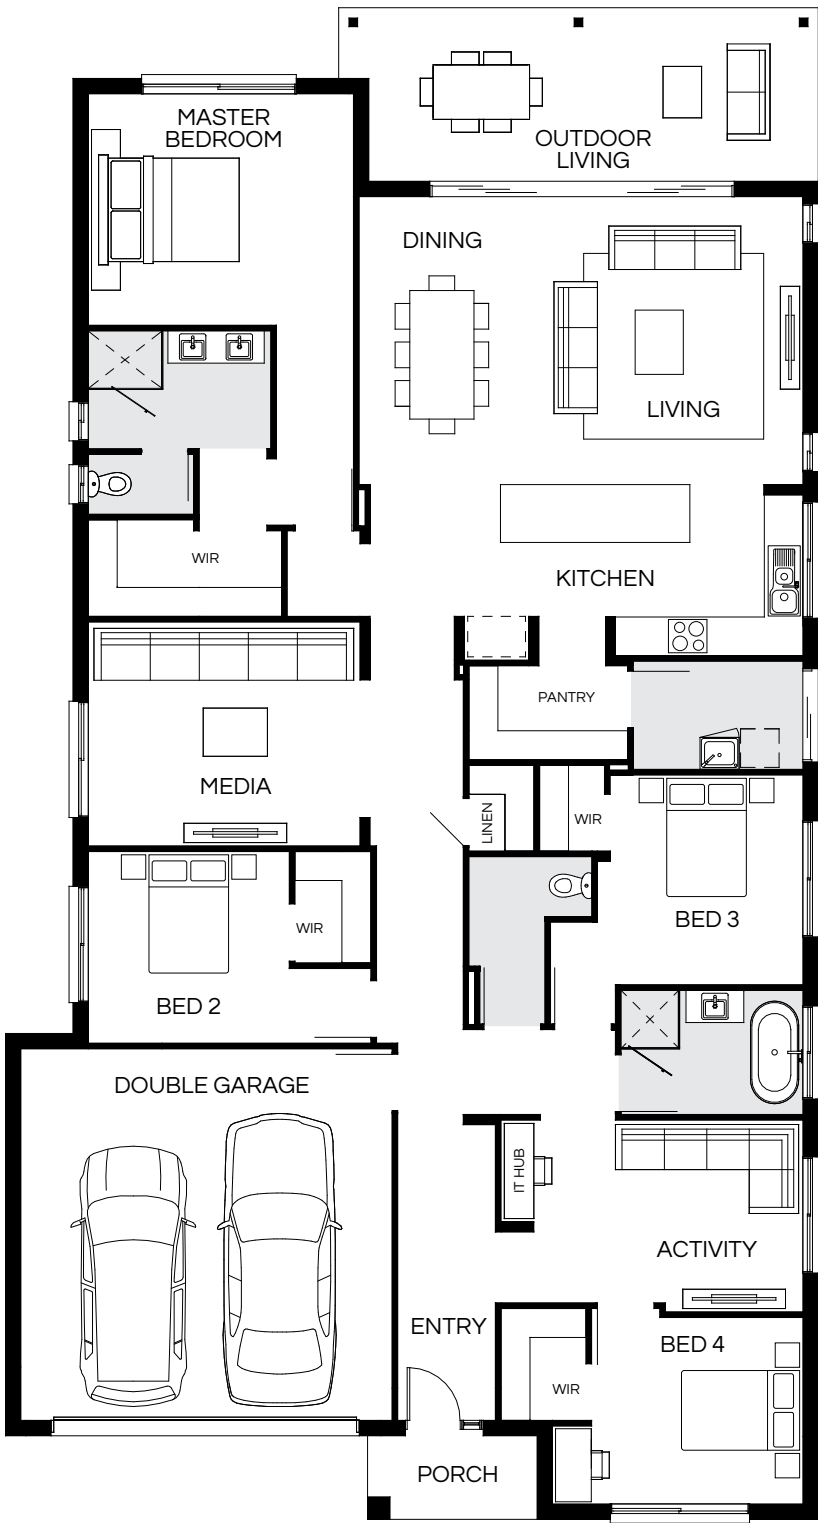 MASTER
BEDROOM
OUTDOOR
LIVING
DINING
LIVING
WIR
KITCHEN
PANTRY
MEDIA
LINEN
WIR
BED 3
WIR
BED 2
DOUBLE GARAGE
IT HUB
ACTIVITY
ENTRY
BED 4
WIR
PORCH